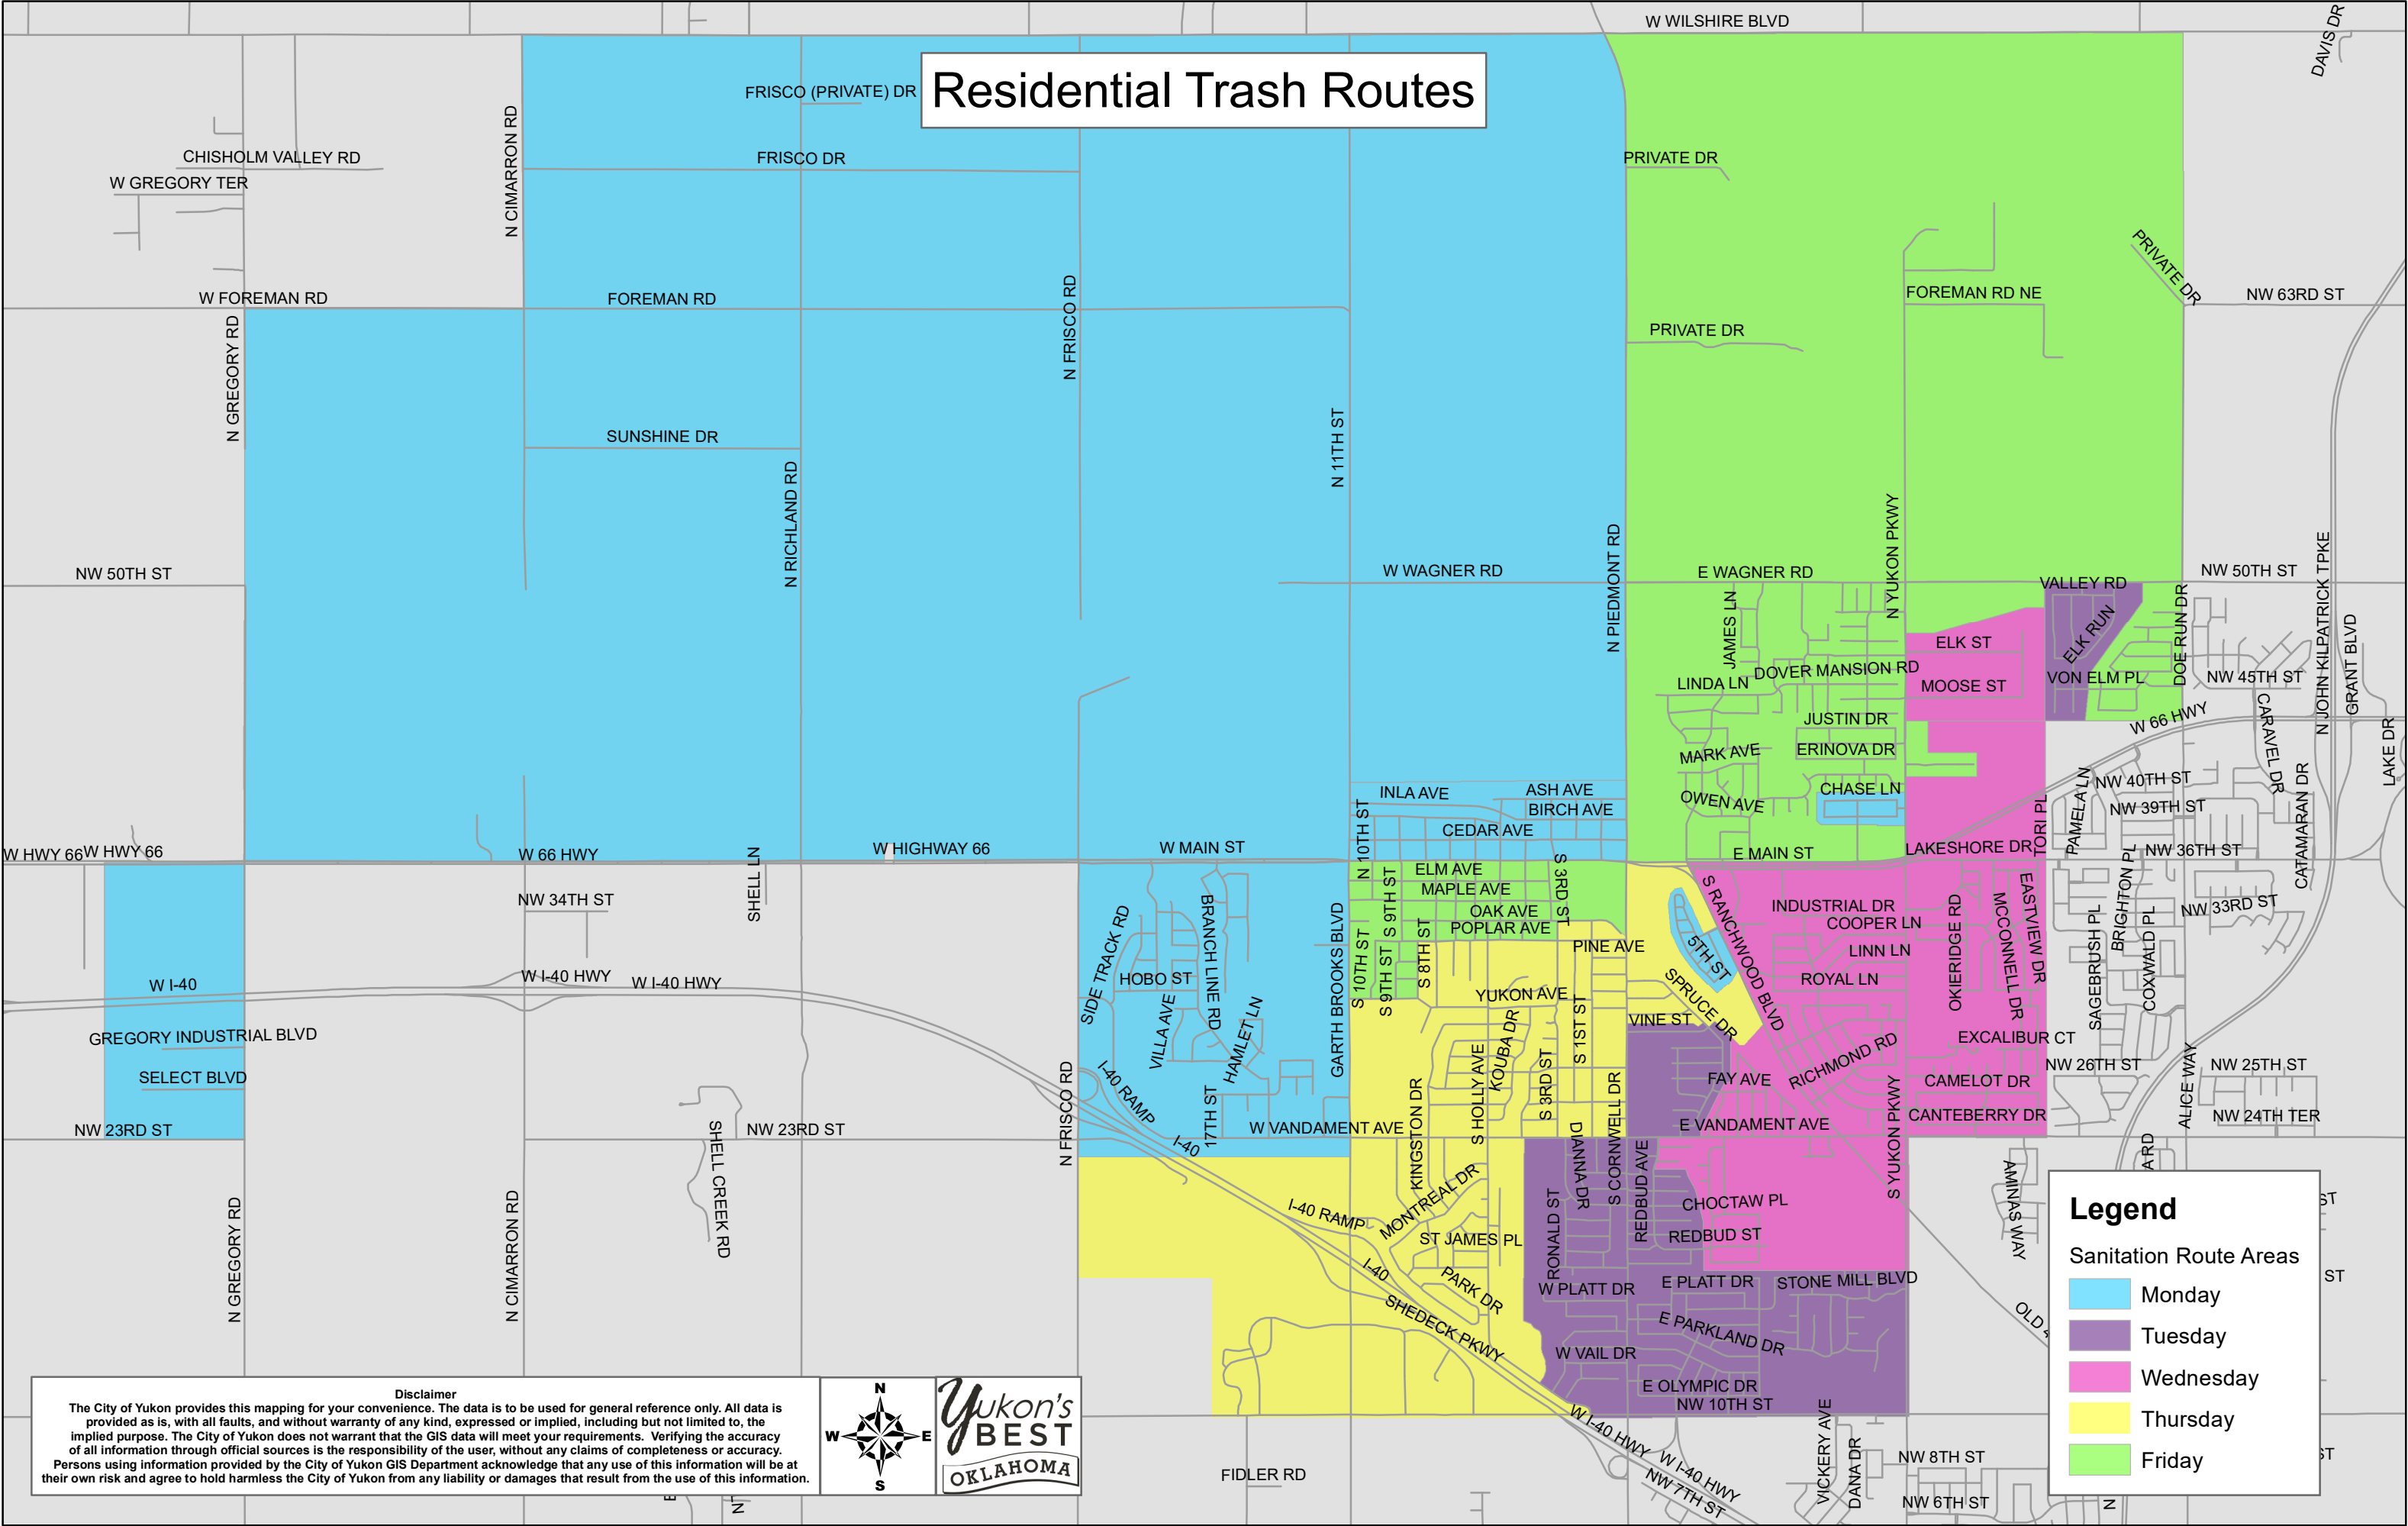 W WILSHIRE BLVD
DAVIS DR
Residential Trash Routes
FRISCO (PRIVATE) DR
N CIMARRON RD
CHISHOLM VALLEY RD
FRISCO DR
PRIVATE DR
W GREGORY TER
PRIVATE DR
W FOREMAN RD
FOREMAN RD
N FRISCO RD
FOREMAN RD NE
NW 63RD ST
N GREGORY RD
PRIVATE DR
SUNSHINE DR
N 11TH ST
N RICHLAND RD
N YUKON PKWY
N PIEDMONT RD
N JOHN KILPATRICK TPKE
NW 50TH ST
W WAGNER RD
E WAGNER RD
VALLEY RD
NW 50TH ST
JAMES LN
ELK RUN
DOE RUN DR
GRANT BLVD
ELK ST
DOVER MANSION RD
VON ELM PL
NW 45TH ST
LINDA LN
MOOSE ST
JUSTIN DR
W 66 HWY
CARAVEL DR
LAKE DR
MARK AVE
ERINOVA DR
NW 40TH ST
INLA AVE
ASH AVE
CHASE LN
OWEN AVE
PAMELA LN
NW 39TH ST
CATAMARAN DR
BIRCH AVE
N 10TH ST
CEDAR AVE
TORI PL
W HWY 66
W HWY 66
W 66 HWY
W HIGHWAY 66
W MAIN ST
E MAIN ST
LAKESHORE DR
NW 36TH ST
SHELL LN
ELM AVE
S 3RD ST
MAPLE AVE
S 9TH ST
NW 34TH ST
BRANCH LINE RD
OAK AVE
S RANCHWOOD BLVD
INDUSTRIAL DR
EASTVIEW DR
BRIGHTON PL
NW 33RD ST
SIDE TRACK RD
GARTH BROOKS BLVD
POPLAR AVE
COOPER LN
OKIERIDGE RD
MCCONNELL DR
SAGEBRUSH PL
COXWALD PL
S 10TH ST
S 9TH ST
S 8TH ST
PINE AVE
5TH ST
LINN LN
W I-40
W I-40 HWY
W I-40 HWY
HOBO ST
ROYAL LN
YUKON AVE
SPRUCE DR
VILLA AVE
HAMLET LN
KOUBA DR
S 1ST ST
VINE ST
GREGORY INDUSTRIAL BLVD
EXCALIBUR CT
SELECT BLVD
I-40 RAMP
S HOLLY AVE
S 3RD ST
FAY AVE
RICHMOND RD
CAMELOT DR
NW 26TH ST
ALICE WAY
NW 25TH ST
N FRISCO RD
17TH ST
KINGSTON DR
S CORNWELL DR
S YUKON PKWY
CANTEBERRY DR
NW 24TH TER
NW 23RD ST
NW 23RD ST
W VANDAMENT AVE
E VANDAMENT AVE
I-40
SHELL CREEK RD
DIANNA DR
REDBUD AVE
AMINAS WAY
ARD
N GREGORY RD
N CIMARRON RD
I-40 RAMP
MONTREAL DR
RONALD ST
CHOCTAW PL
ST
ST JAMES PL
REDBUD ST
I-40
PARK DR
W PLATT DR
E PLATT DR
STONE MILL BLVD
ST
SHEDECK PKWY
OLD 4
E PARKLAND DR
W VAIL DR
E OLYMPIC DR
NW 10TH ST
W I-40 HWY
VICKERY AVE
DANA DR
W I-40 HWY
NW 8TH ST
ST
FIDLER RD
NW 7TH ST
NW 6TH ST
N
Legend
Sanitation Route Areas
Monday
Tuesday
Wednesday
Thursday
Friday
Disclaimer
The City of Yukon provides this mapping for your convenience. The data is to be used for general reference only. All data is
provided as is, with all faults, and without warranty of any kind, expressed or implied, including but not limited to, the
implied purpose. The City of Yukon does not warrant that the GIS data will meet your requirements. Verifying the accuracy
of all information through official sources is the responsibility of the user, without any claims of completeness or accuracy.
Persons using information provided by the City of Yukon GIS Department acknowledge that any use of this information will be at
their own risk and agree to hold harmless the City of Yukon from any liability or damages that result from the use of this information.
N
W
E
S
Yukon's
BEST
OKLAHOMA